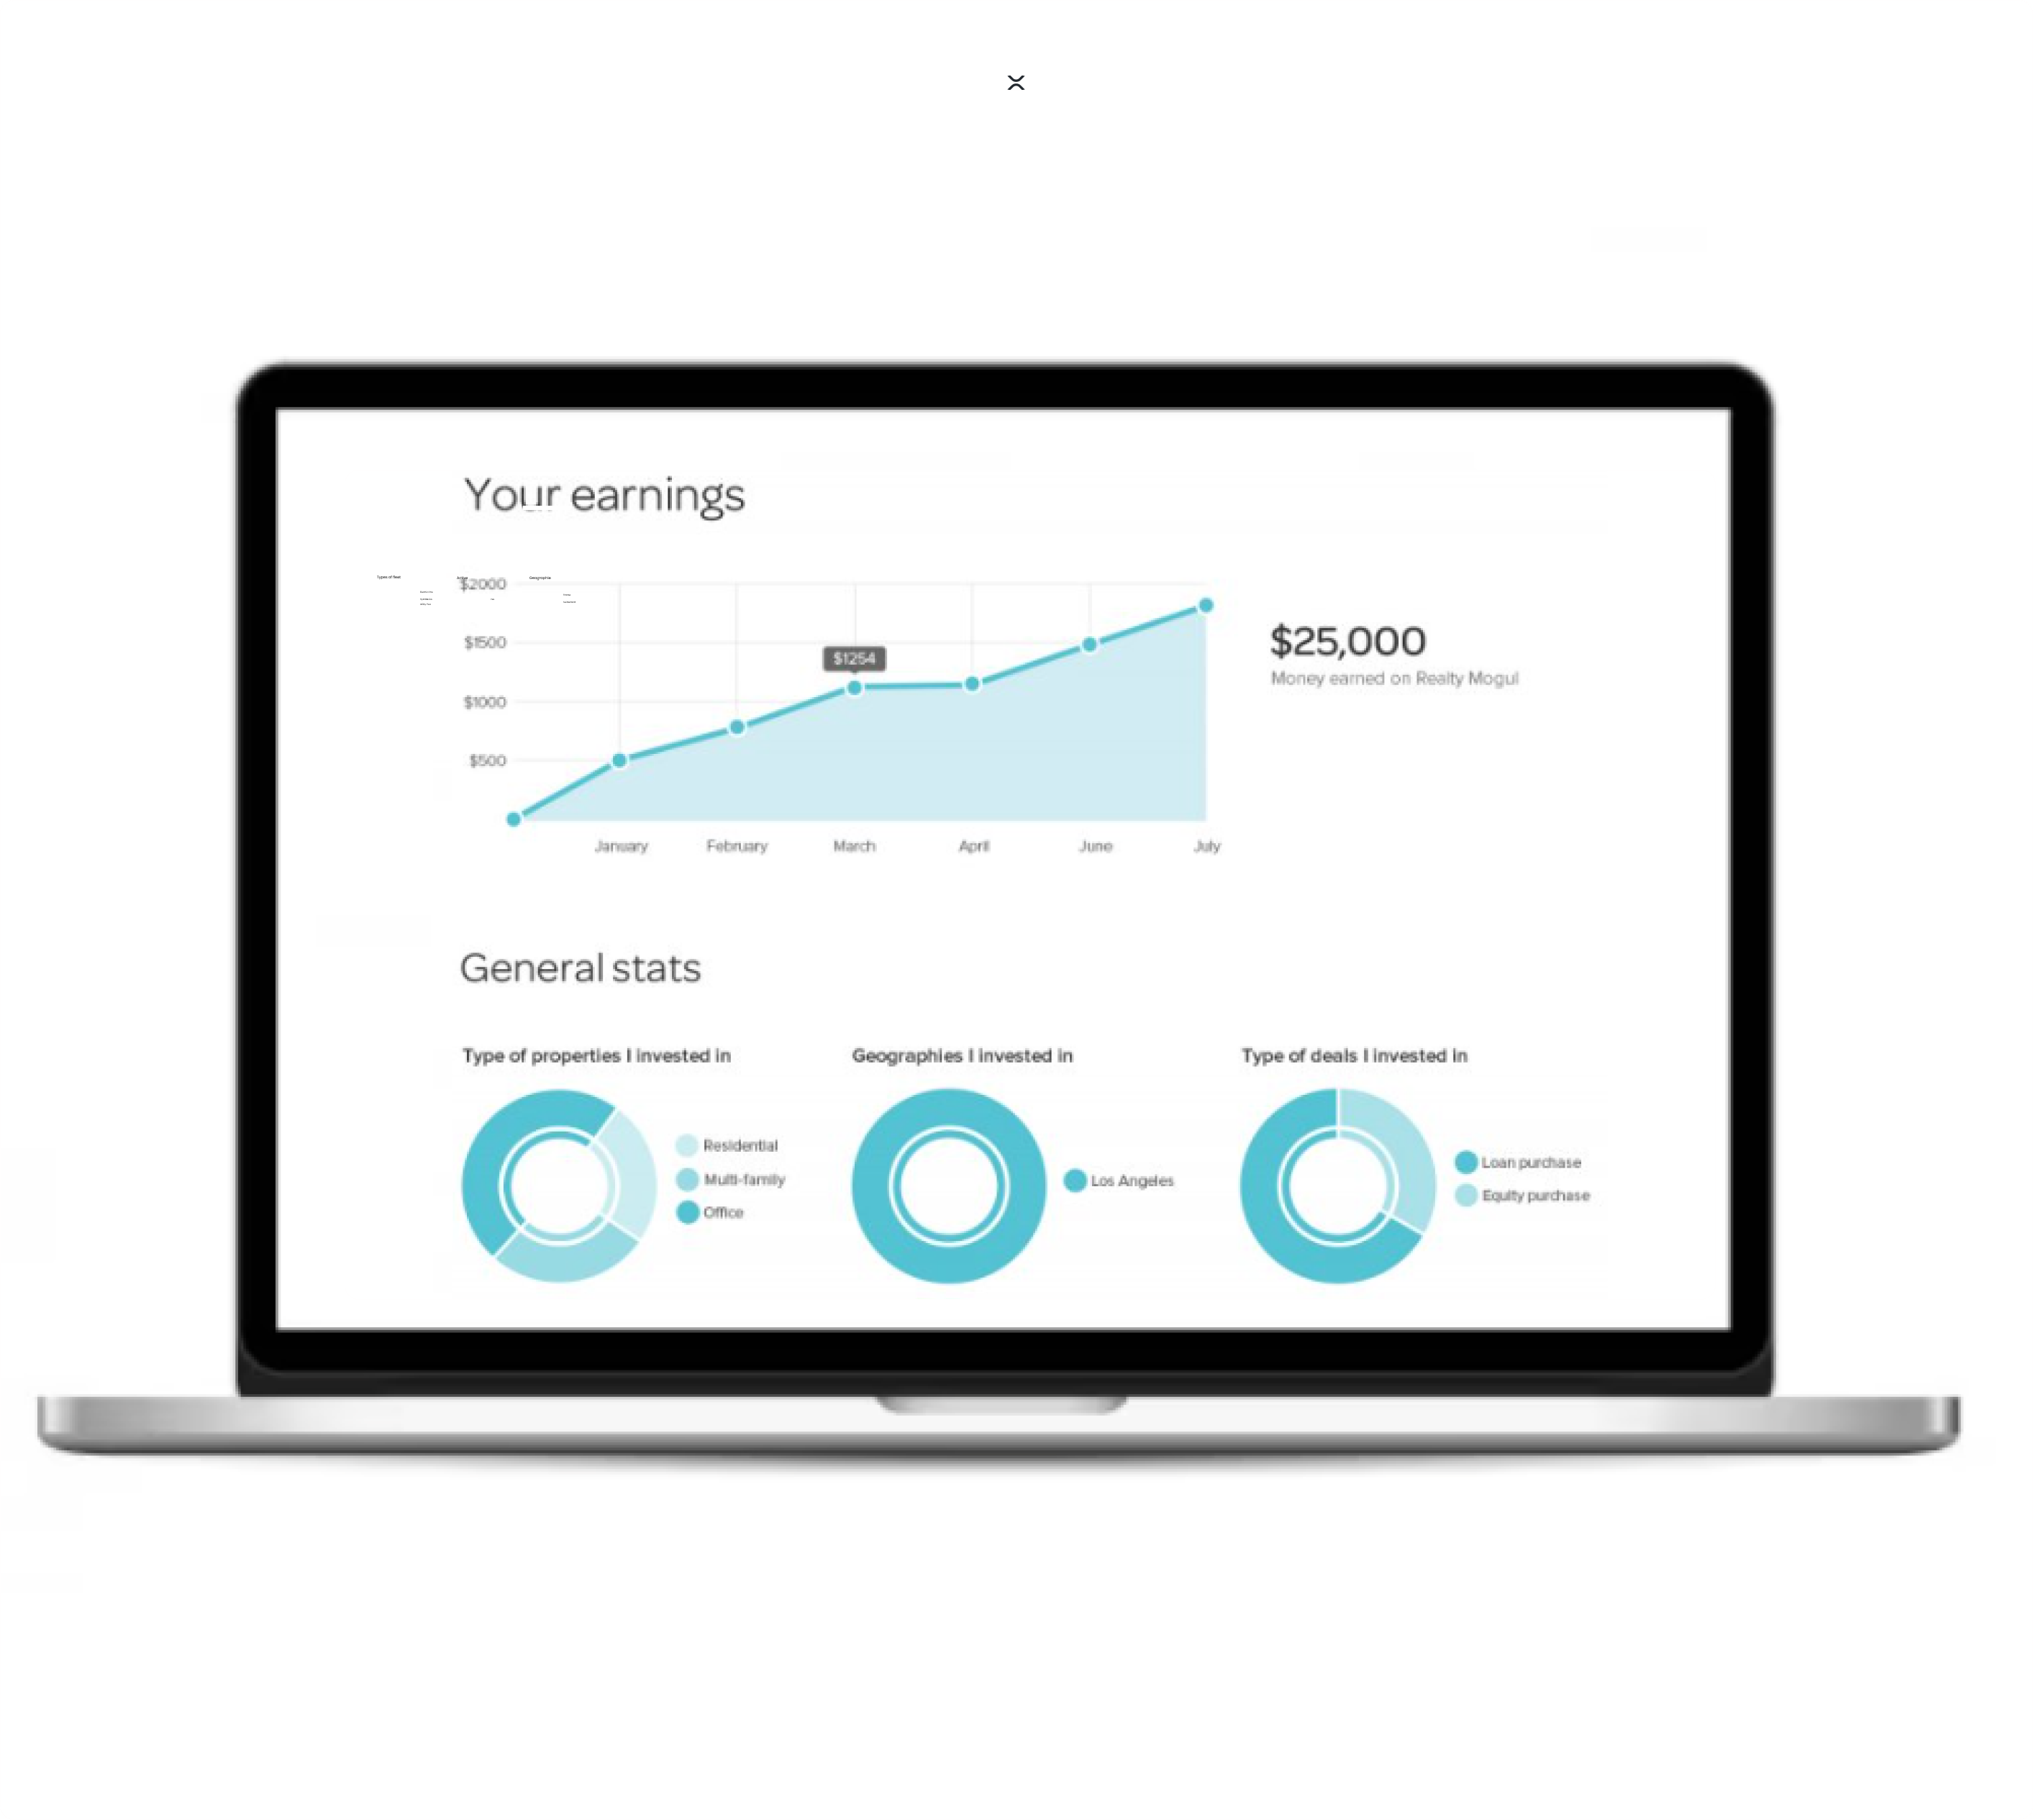 Your earnings
$2000
$1500
$1000
$500
$1254
January February March April June July
$25,000
Money earned on Realty Mogul
General stats
Type of properties I invested in
Residential
Multi-family
Office
Geographies I invested in
Los Angeles
Type of deals I invested in
Loan purchase
Equity purchase